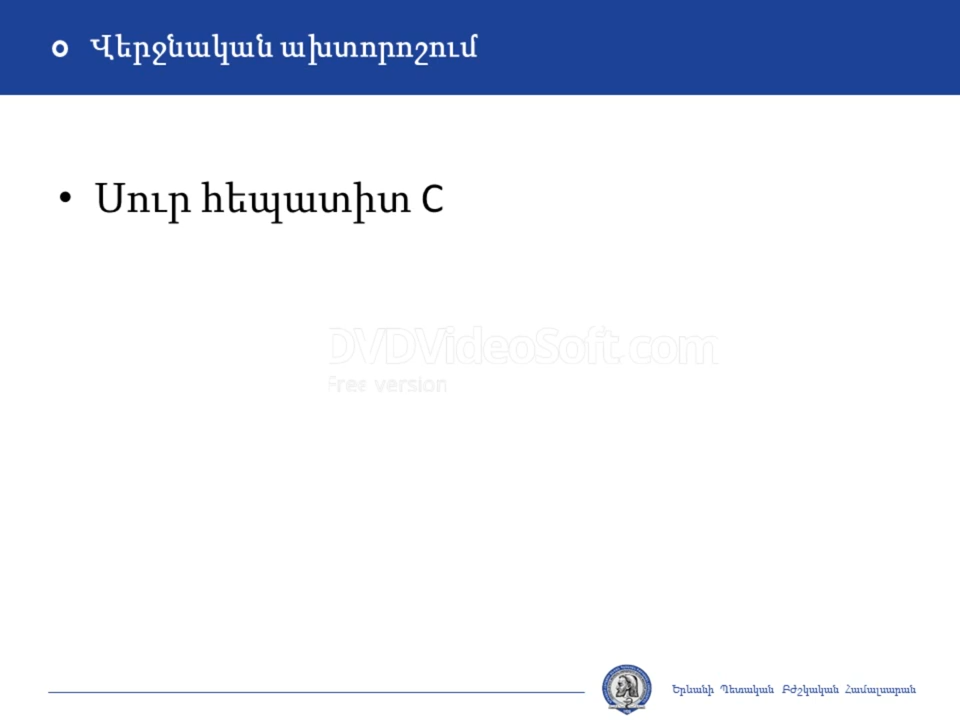 Վերջնական ախտորոշում
• Սուր հեպատիտ C
DVDVideoSoft.com
Free version
Երևանի Պետական Բժշկական Համալսարան